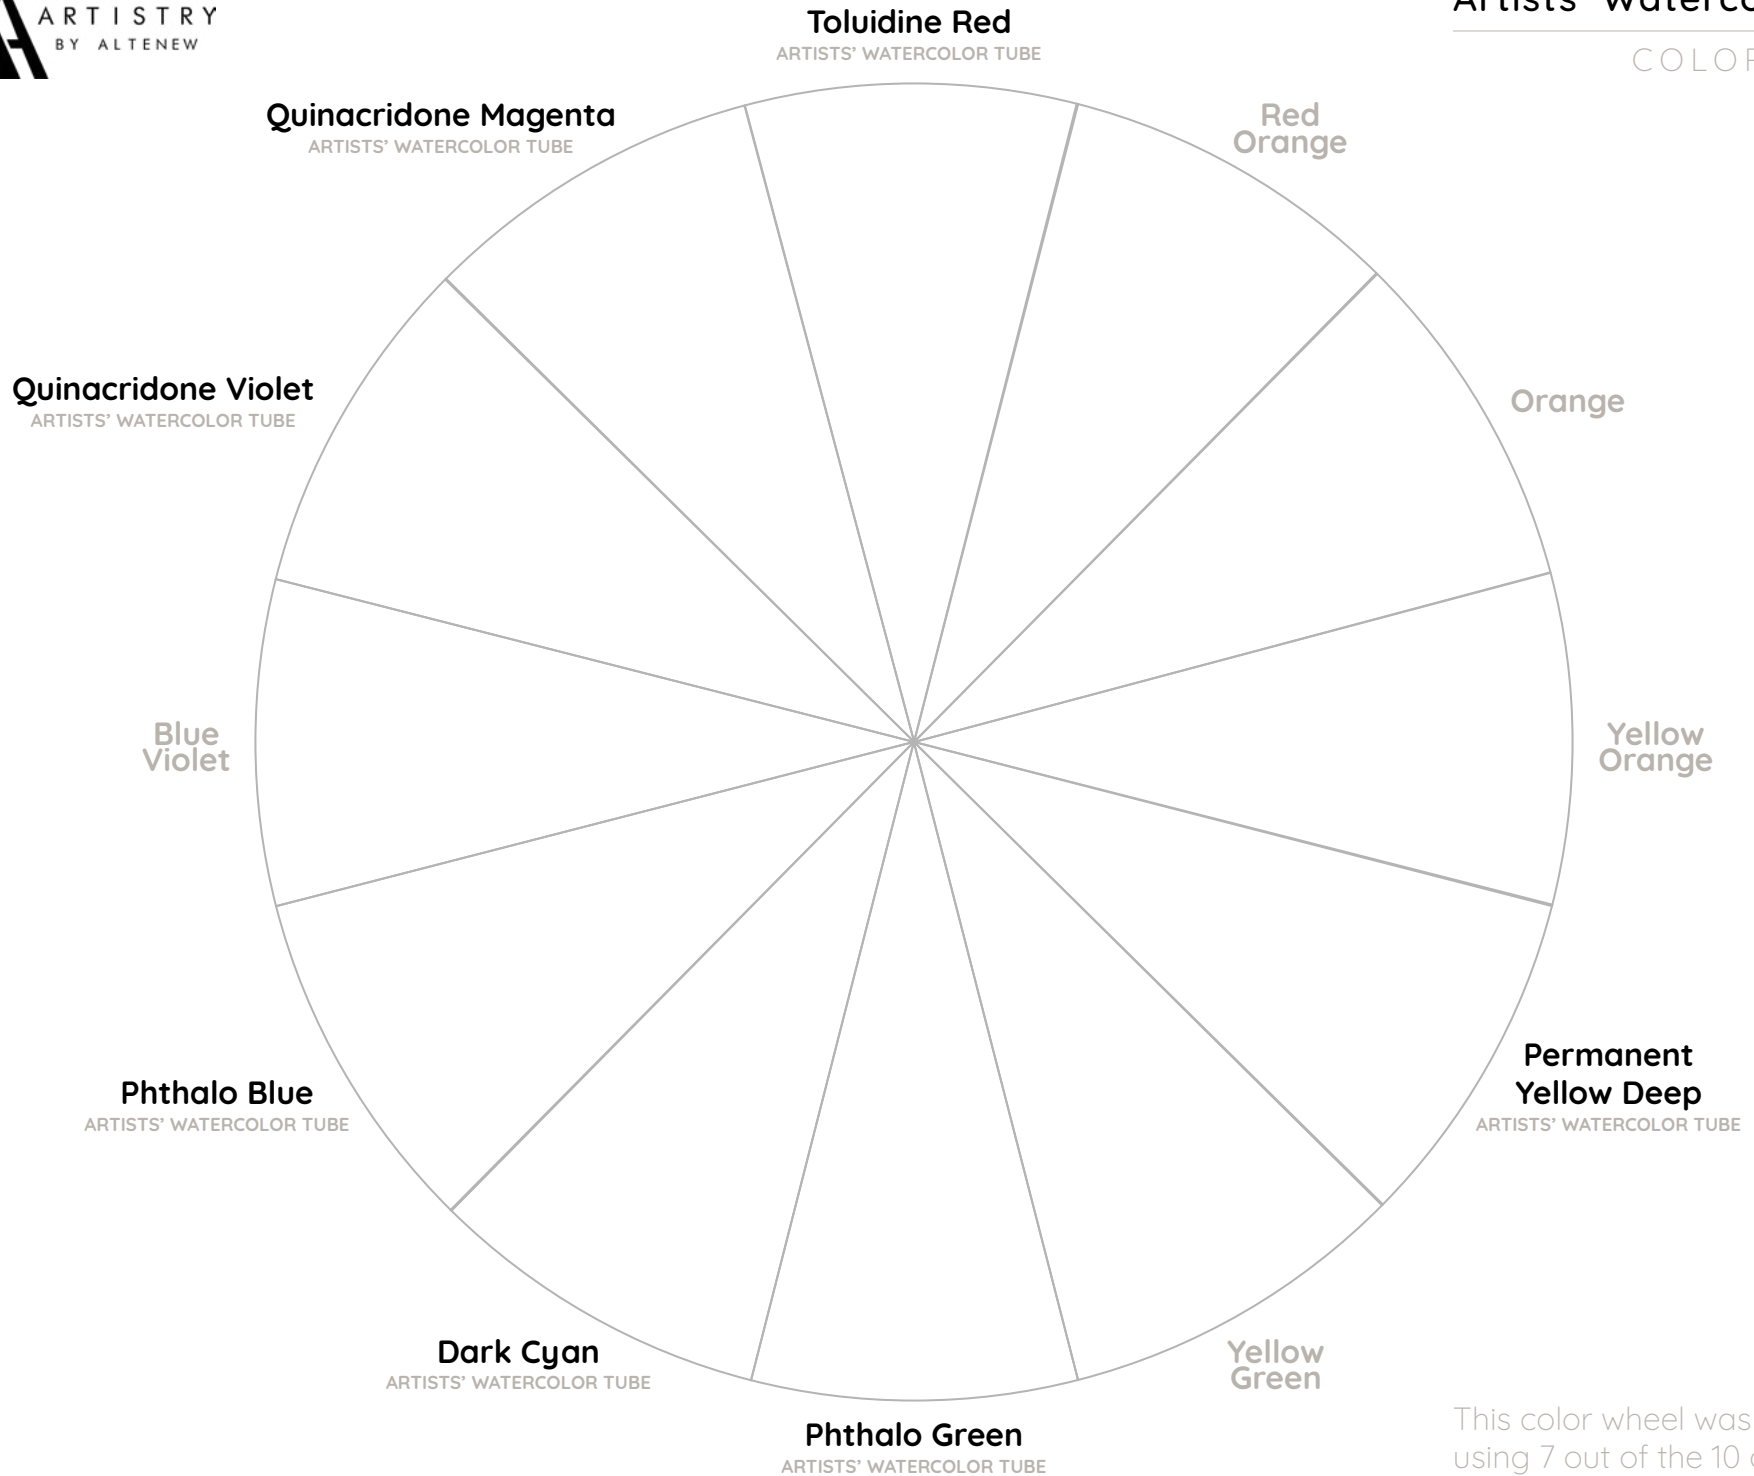 ARTISTRY
BY ALTENEW
Artists' Waterco
COLOR
Toluidine Red
ARTISTS’ WATERCOLOR TUBE
Quinacridone Magenta
ARTISTS’ WATERCOLOR TUBE
Red
Orange
Quinacridone Violet
ARTISTS’ WATERCOLOR TUBE
Orange
Blue
Violet
Yellow
Orange
Phthalo Blue
ARTISTS’ WATERCOLOR TUBE
Permanent
Yellow Deep
ARTISTS’ WATERCOLOR TUBE
Dark Cyan
ARTISTS’ WATERCOLOR TUBE
Yellow
Green
Phthalo Green
ARTISTS’ WATERCOLOR TUBE
This color wheel was
using 7 out of the 10